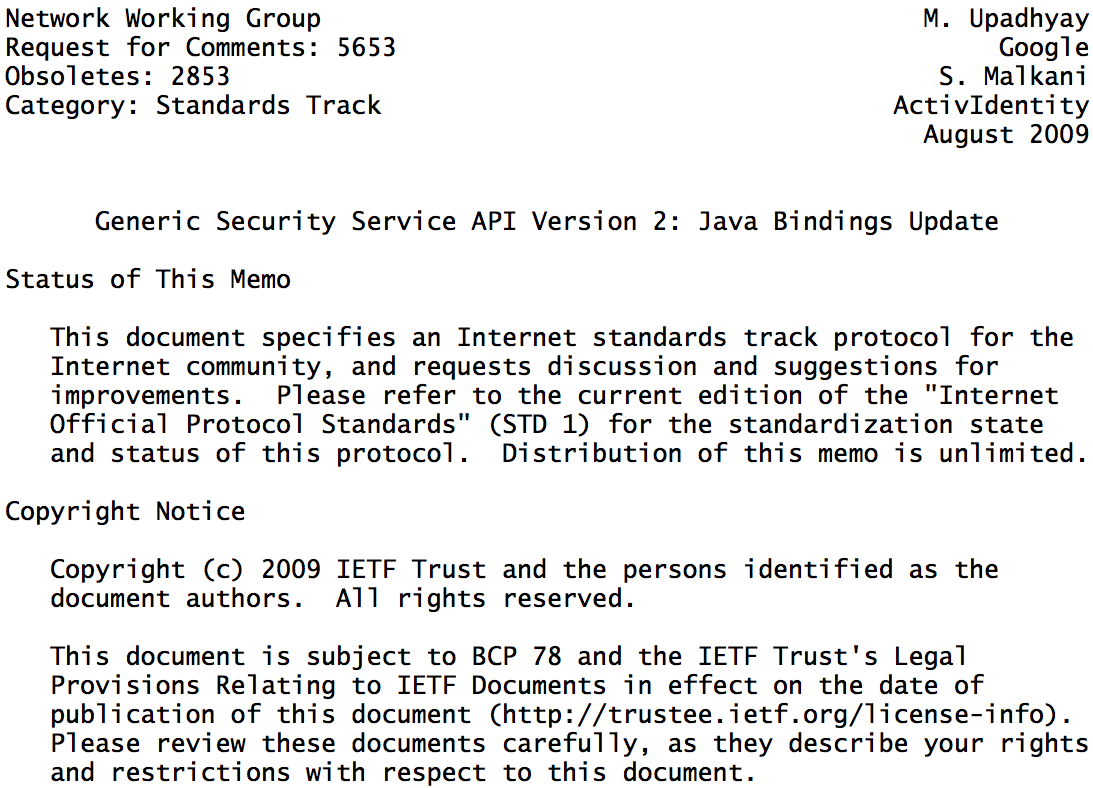 Network Working Group                                        M. Upadhyay
Request for Comments: 5653                                        Google
Obsoletes: 2853                                               S. Malkani
Category: Standards Track                                  ActivIdentity
                                                             August 2009
Generic Security Service API Version 2: Java Bindings Update
Status of This Memo
This document specifies an Internet standards track protocol for the
Internet community, and requests discussion and suggestions for
improvements.  Please refer to the current edition of the "Internet
Official Protocol Standards" (STD 1) for the standardization state
and status of this protocol.  Distribution of this memo is unlimited.
Copyright Notice
Copyright (c) 2009 IETF Trust and the persons identified as the
document authors.  All rights reserved.
This document is subject to BCP 78 and the IETF Trust's Legal
Provisions Relating to IETF Documents in effect on the date of
publication of this document (http://trustee.ietf.org/license-info).
Please review these documents carefully, as they describe your rights
and restrictions with respect to this document.